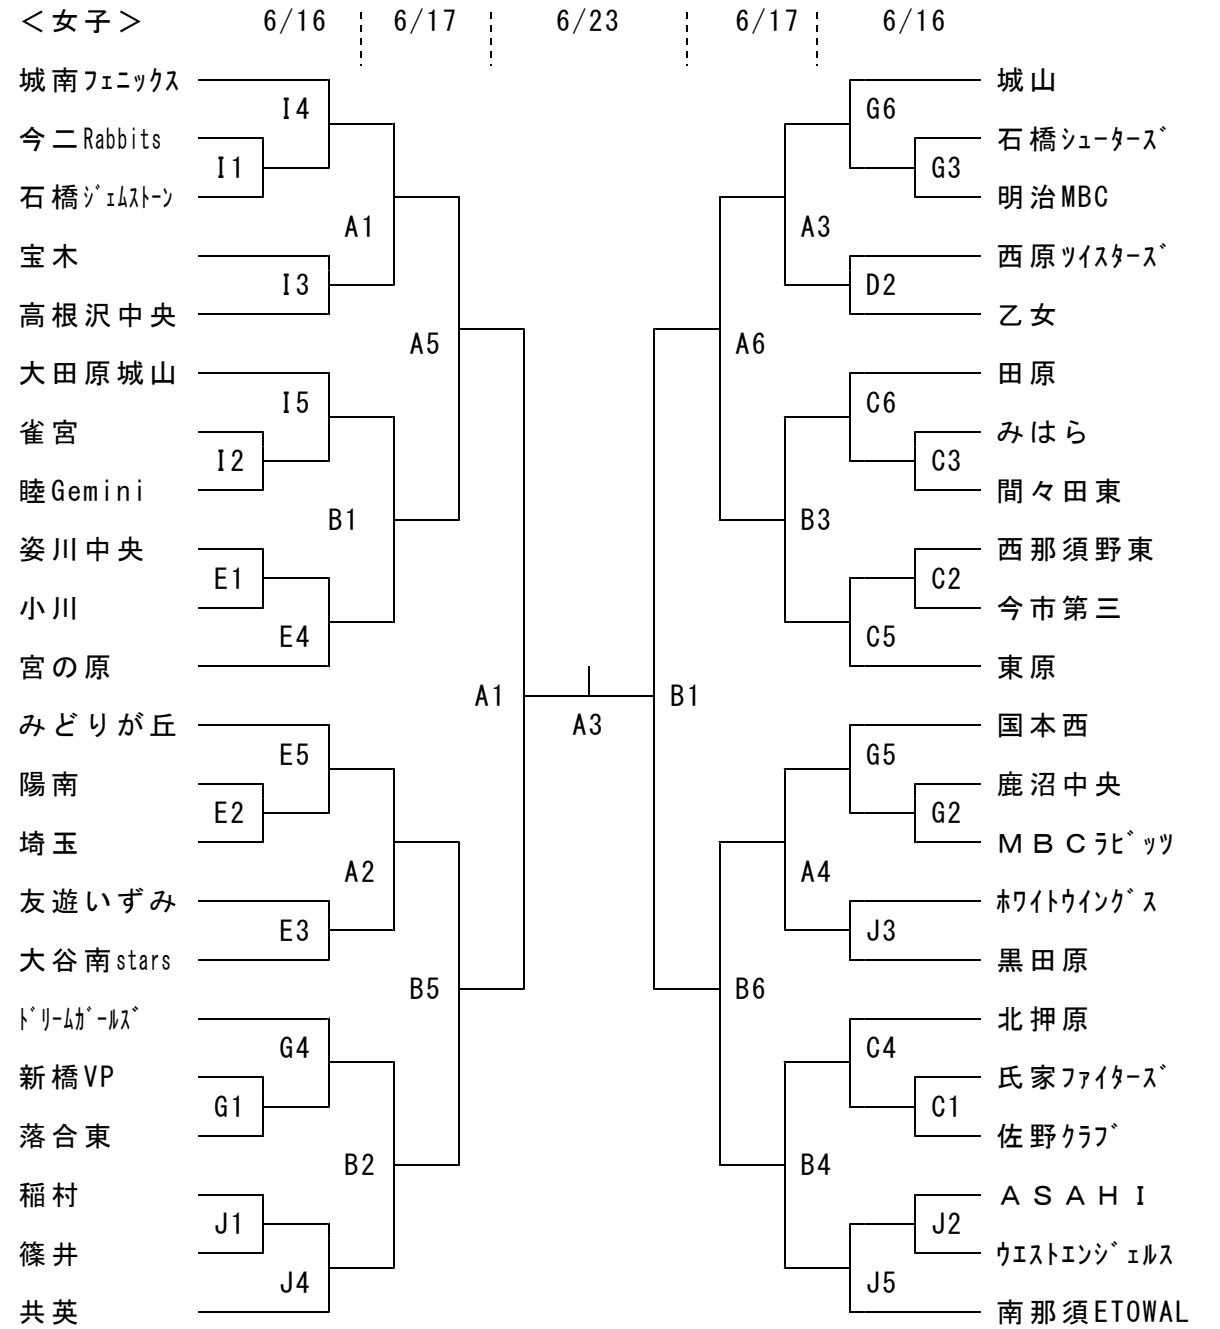 ＜女子＞ 6/16 6/17 6/23 6/17 6/16
城南ﾌｪﾆｯｸｽ 城山
I4 G6
今二Rabbits 石橋ｼｭｰﾀｰｽﾞ
I1 G3
石橋ｼﾞｪﾑｽﾄｰﾝ 明治MBC
A1 A3
宝木 西原ﾂｲｽﾀｰｽﾞ
I3 D2
高根沢中央 乙女
A5 A6
大田原城山 田原
I5 C6
雀宮 みはら
I2 C3
睦Gemini 間々田東
B1 B3
姿川中央 西那須野東
E1 C2
小川 今市第三
E4 C5
宮の原 東原
A1 B1
みどりが丘 A3 国本西
E5 G5
陽南 鹿沼中央
E2 G2
埼玉 ＭＢＣﾗﾋﾞｯﾂ
A2 A4
友遊いずみ ﾎﾜｲﾄｳｲﾝｸﾞｽ
E3 J3
大谷南stars 黒田原
B5 B6
ﾄﾞﾘｰﾑｶﾞｰﾙｽﾞ 北押原
G4 C4
新橋VP 氏家ﾌｧｲﾀｰｽﾞ
G1 C1
落合東 佐野ｸﾗﾌﾞ
B2 B4
稲村 ＡＳＡＨＩ
J1 J2
篠井 ｳｴｽﾄｴﾝｼﾞｪﾙｽ
J4 J5
共英 南那須ETOWAL